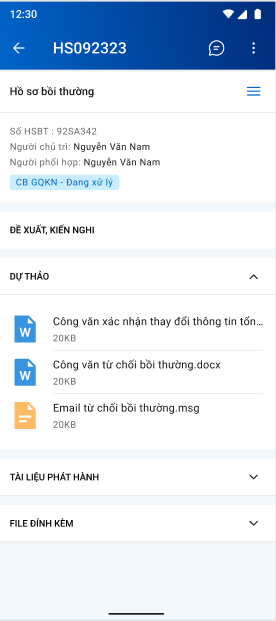 12:30
HS092323
Hồ sơ bồi thường
Số HSBT : 92SA342
Người chủ trì: Nguyễn Văn Nam
Người phối hợp: Nguyễn Văn Nam
CB GQKN - Đang xử lý
ĐỀ XUẤT, KIẾN NGHI
DỰ THẢO
Công văn xác nhận thay đổi thông tin tổn...
20KB
Công văn từ chối bồi thường.docx
20KB
Email từ chối bồi thường.msg
20KB
TÀI LIỆU PHÁT HÀNH
FILE ĐÍNH KÈM